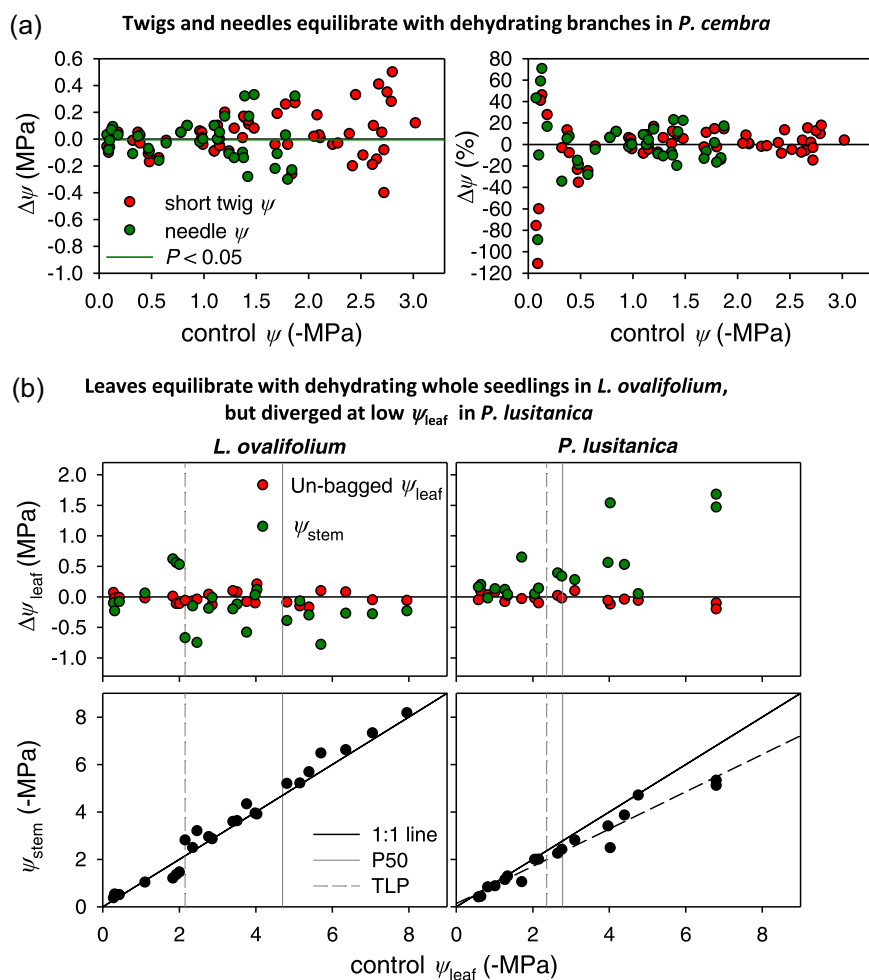 (a) Twigs and needles equilibrate with dehydrating branches in P. cembra
Δψ (MPa)
0.6
0.4
0.2
0.0
-0.2
-0.4
-0.6
-0.8
-1.0
short twig ψ
needle ψ
P < 0.05
0.0 0.5 1.0 1.5 2.0 2.5 3.0
control ψ (-MPa)
Δψ (%)
80
60
40
20
0
-20
-40
-60
-80
-100
-120
0.0 0.5 1.0 1.5 2.0 2.5 3.0
control ψ (-MPa)
(b) Leaves equilibrate with dehydrating whole seedlings in L. ovalifolium,
but diverged at low ψleaf in P. lusitanica
L. ovalifolium P. lusitanica
Δψleaf (MPa)
2.0
1.5
1.0
0.5
0.0
-0.5
-1.0
Un-bagged ψleaf
ψstem
ψstem (-MPa)
8
6
4
2
0
1:1 line
P50
TLP
0 2 4 6 8 0 2 4 6 8
control ψleaf (-MPa)